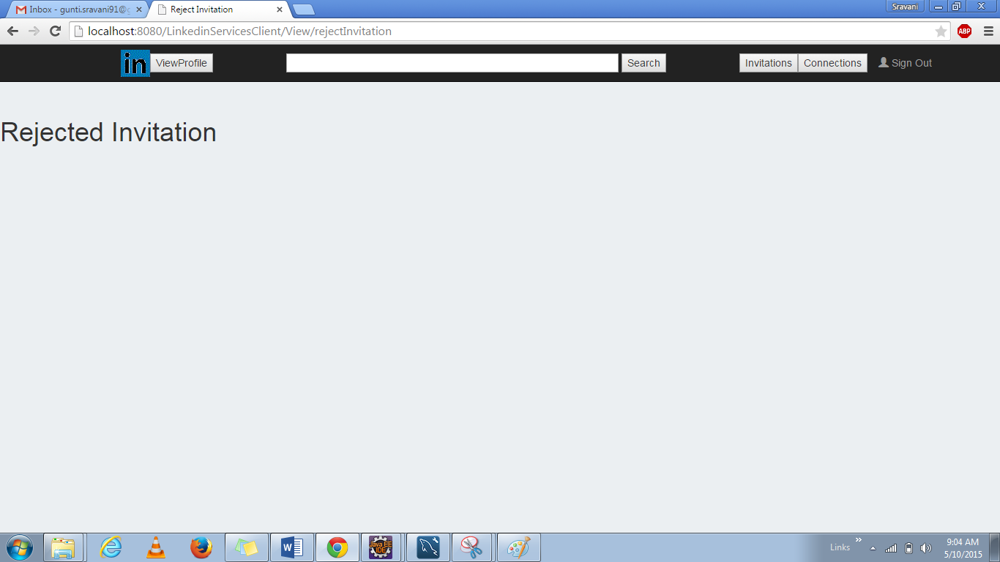 Inbox - gunti.sravani91@g
Reject Invitation
Sravani
localhost:8080/LinkedinServicesClient/View/rejectInvitation
ABP
in
ViewProfile
Search
Invitations
Connections
Sign Out
Rejected Invitation
W
Java EE
IDE
Links
9:04 AM
5/10/2015